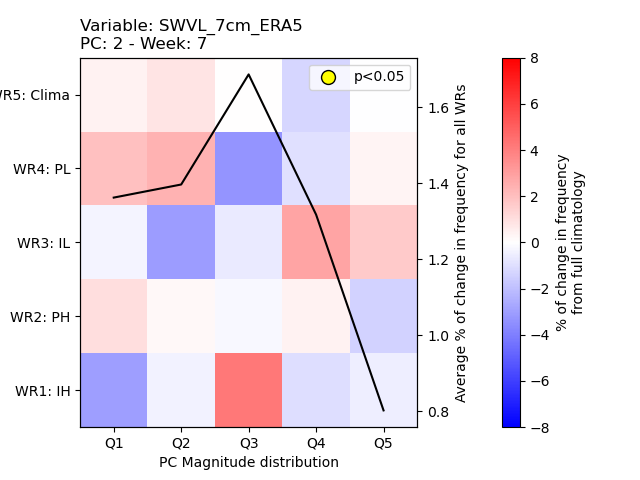 Variable: SWVL_7cm_ERA5
PC: 2 - Week: 7
p<0.05
WR5: Clima
WR4: PL
WR3: IL
WR2: PH
WR1: IH
Q1 Q2 Q3 Q4 Q5
PC Magnitude distribution
1.6
1.4
1.2
1.0
0.8
Average % of change in frequency for all WRs
8
6
4
2
0
−2
−4
−6
−8
% of change in frequency
from full climatology